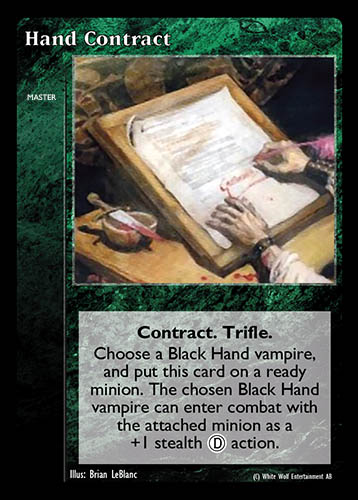 Hand Contract
MASTER
Contract. Trifle.
Choose a Black Hand vampire,
and put this card on a ready
minion. The chosen Black Hand
vampire can enter combat with
the attached minion as a
+1 stealth Ⓓ action.
Illus: Brian LeBlanc
(C) White Wolf Entertainment AB